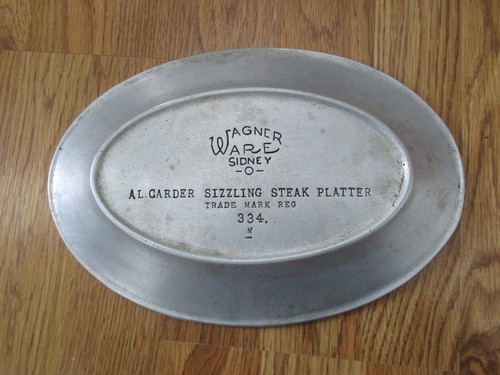 WAGNER
WARE
SIDNEY
-O-
AL.CARDER SIZZLING STEAK PLATTER
TRADE MARK REG
334.
M